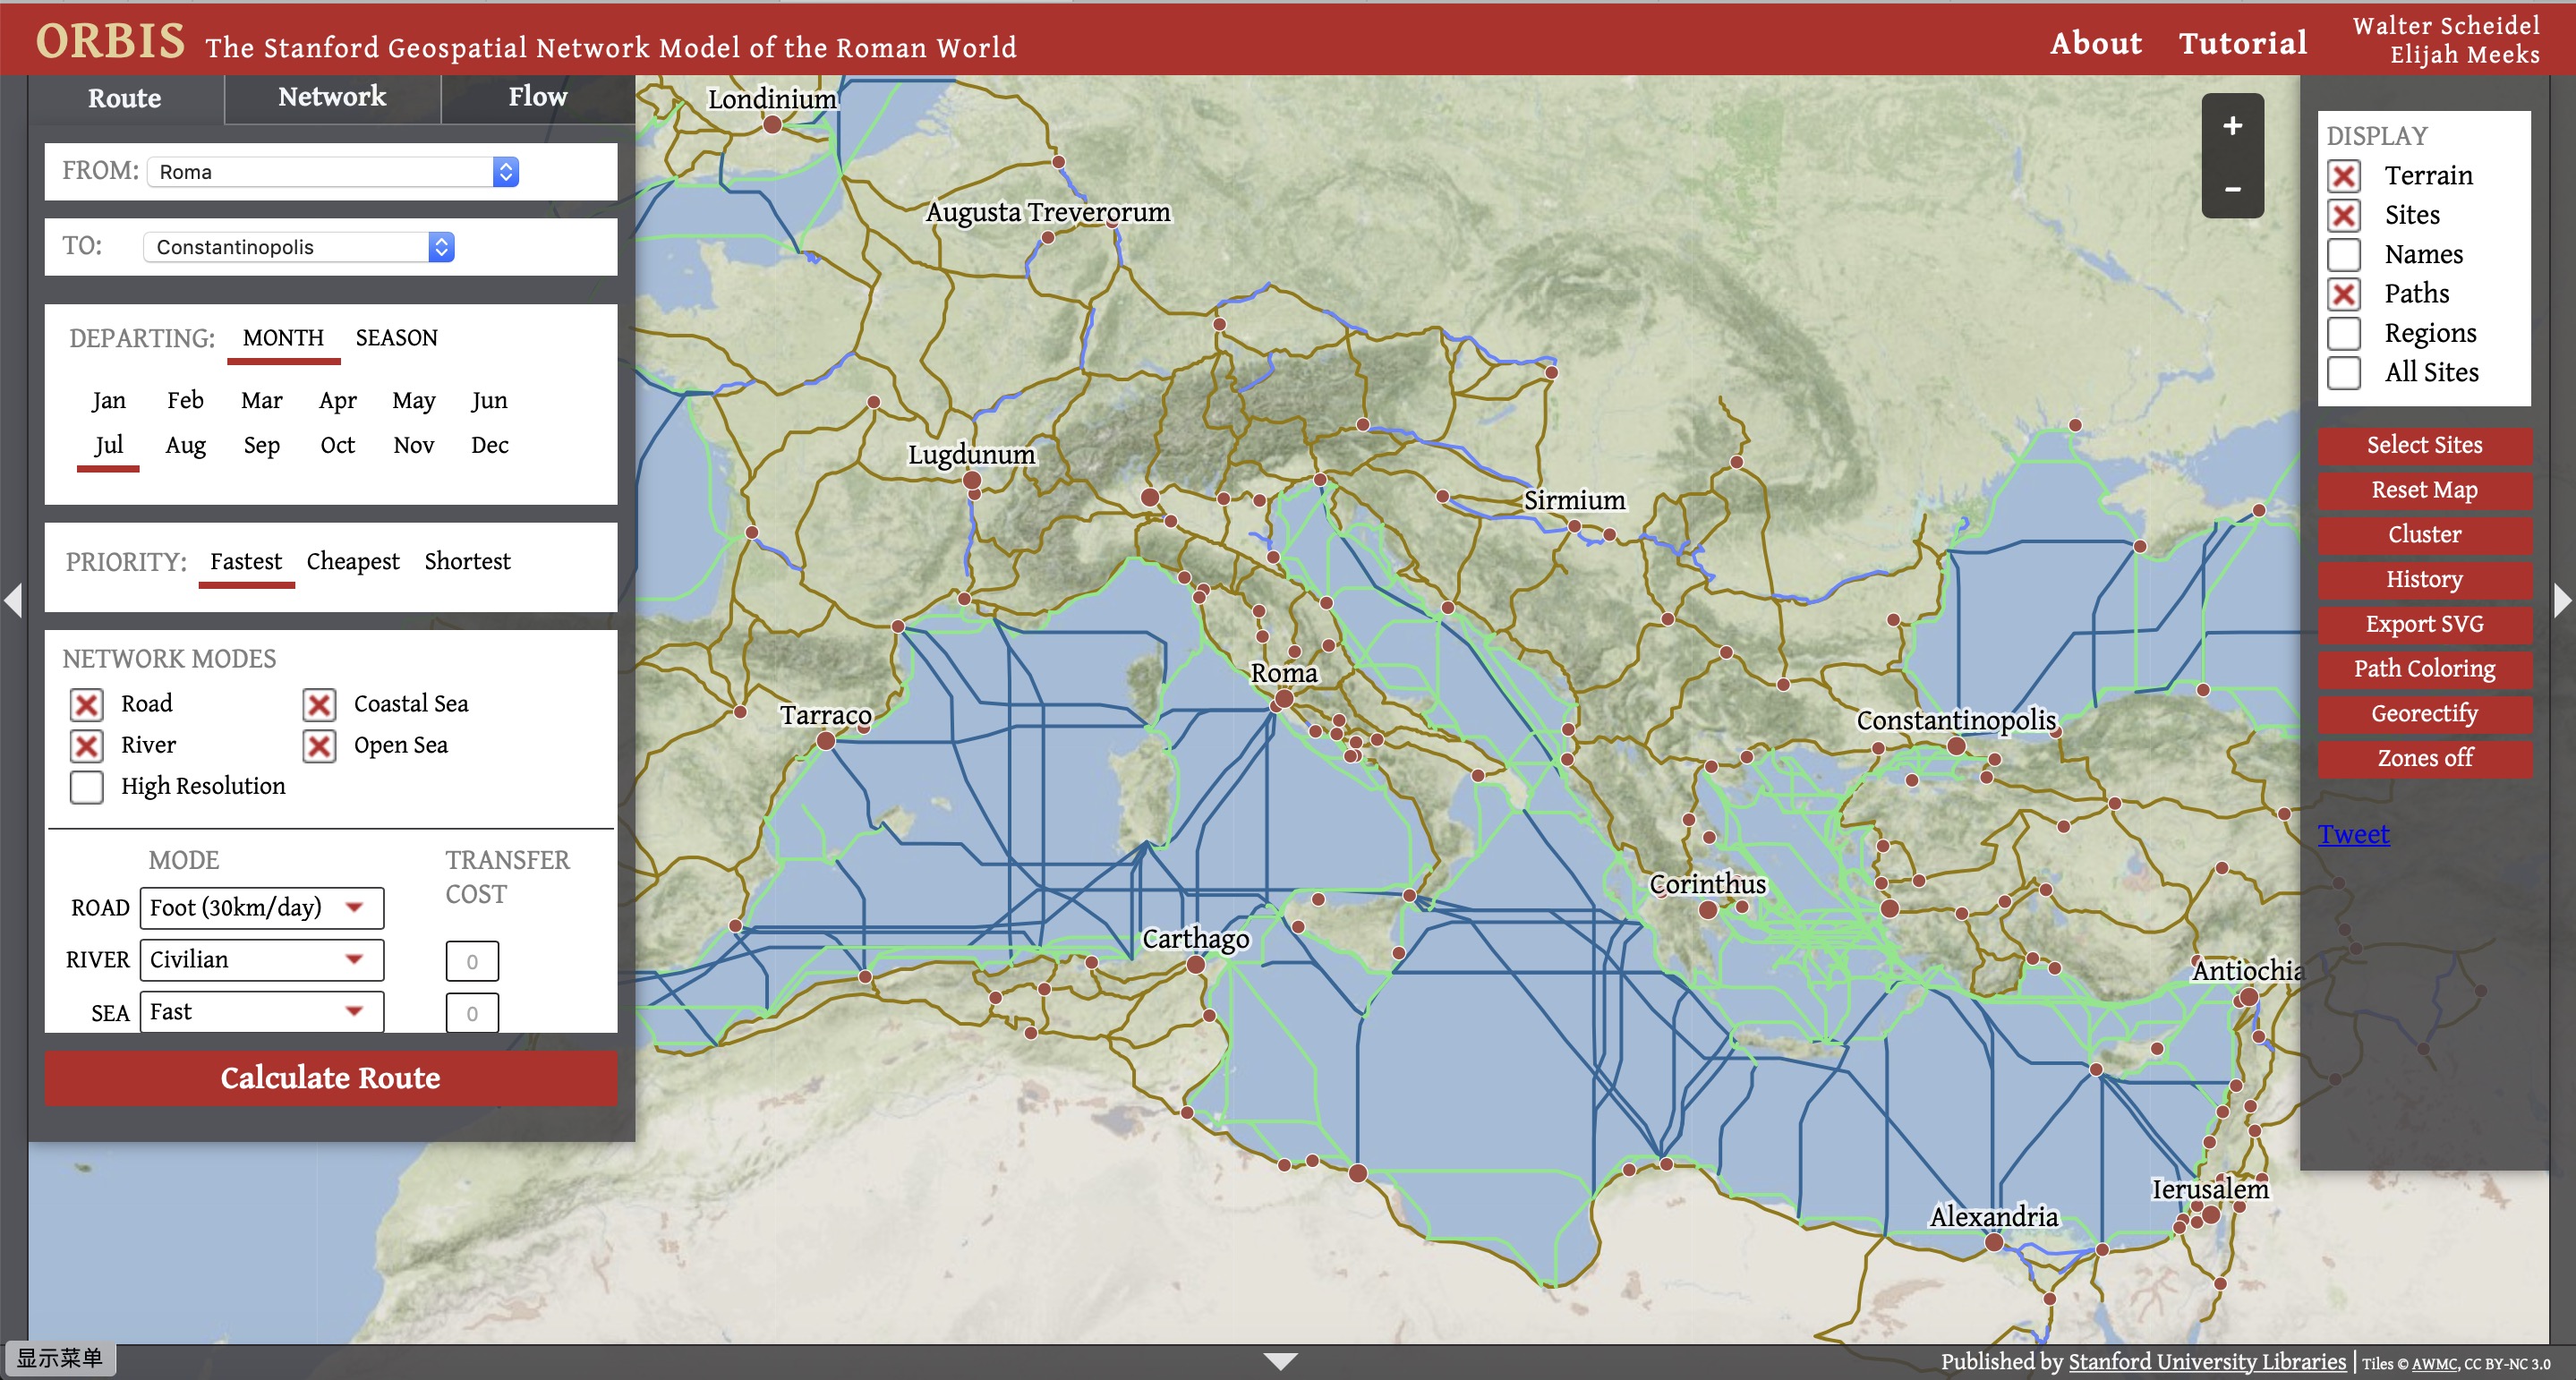 ORBIS The Stanford Geospatial Network Model of the Roman World
About Tutorial
Walter Scheidel
Elijah Meeks
Route Network Flow
FROM: Roma
TO: Constantinopolis
DEPARTING: MONTH SEASON
Jan Feb Mar Apr May Jun
Jul Aug Sep Oct Nov Dec
PRIORITY: Fastest Cheapest Shortest
NETWORK MODES
Road Coastal Sea
River Open Sea
High Resolution
MODE TRANSFER
COST
ROAD Foot (30km/day)
RIVER Civilian 0
SEA Fast 0
Calculate Route
Londinium
Augusta Treverorum
Lugdunum
Sirmium
Roma
Tarraco
Constantinopolis
Corinthus
Carthago
Antiochia
Ierusalem
Alexandria
+
−
DISPLAY
Terrain
Sites
Names
Paths
Regions
All Sites
Select Sites
Reset Map
Cluster
History
Export SVG
Path Coloring
Georectify
Zones off
Tweet
显示菜单
Published by Stanford University Libraries | Tiles © AWMC, CC BY-NC 3.0